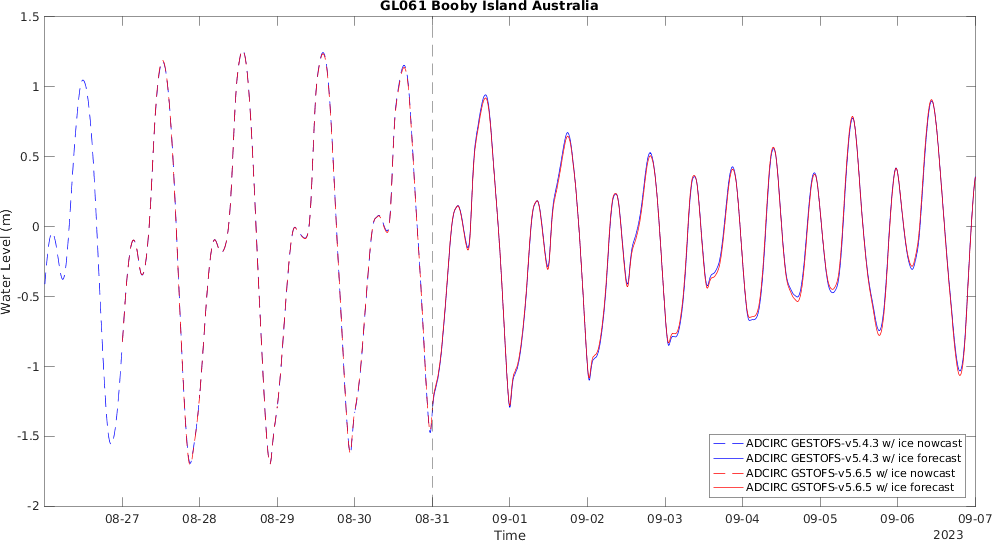 GL061 Booby Island Australia
1.5
1
0.5
0
-0.5
-1
-1.5
-2
Water Level (m)
ADCIRC GESTOFS-v5.4.3 w/ ice nowcast
ADCIRC GESTOFS-v5.4.3 w/ ice forecast
ADCIRC GSTOFS-v5.6.5 w/ ice nowcast
ADCIRC GSTOFS-v5.6.5 w/ ice forecast
08-27 08-28 08-29 08-30 08-31 09-01 09-02 09-03 09-04 09-05 09-06 09-07
Time
2023